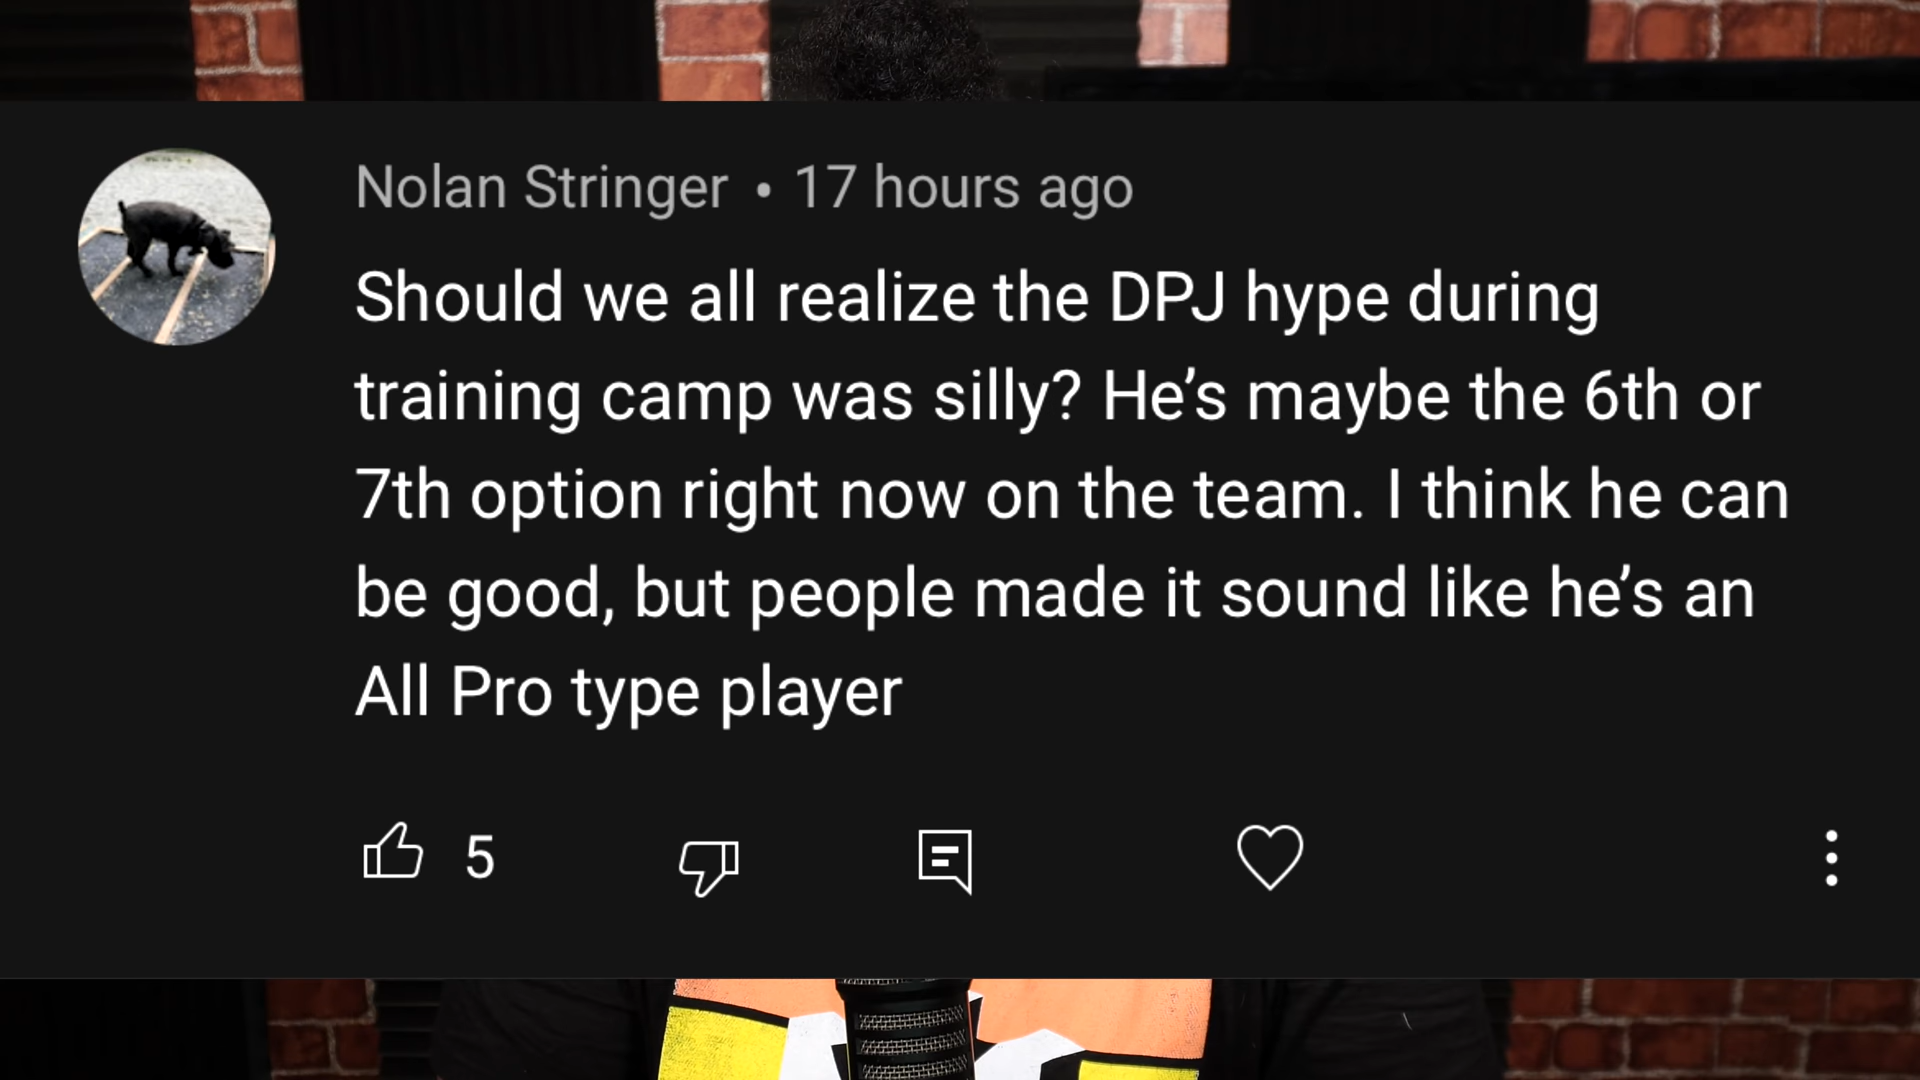 Nolan Stringer • 17 hours ago
Should we all realize the DPJ hype during
training camp was silly? He’s maybe the 6th or
7th option right now on the team. I think he can
be good, but people made it sound like he’s an
All Pro type player
5